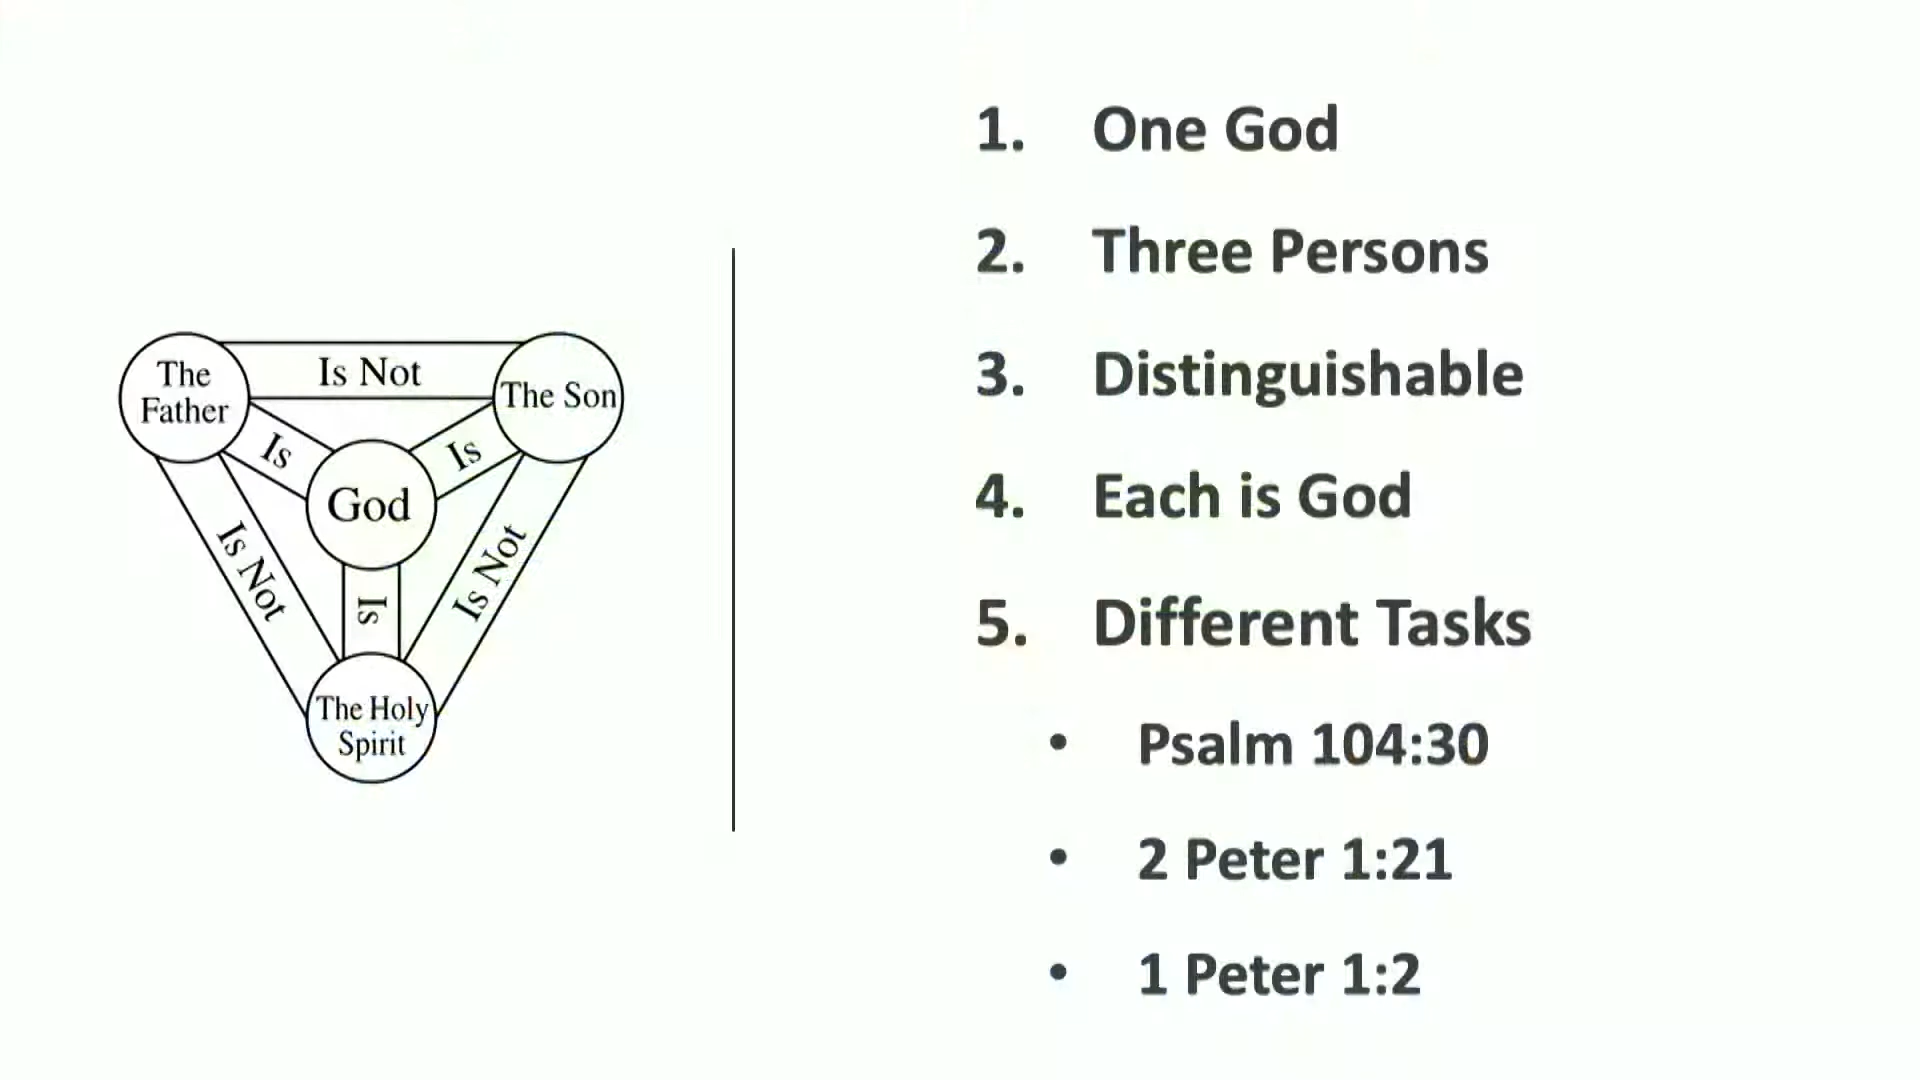 The
Father
Is Not
The Son
Is
Is
God
Is Not
Is
Is Not
The Holy
Spirit
1. One God
2. Three Persons
3. Distinguishable
4. Each is God
5. Different Tasks
• Psalm 104:30
• 2 Peter 1:21
• 1 Peter 1:2